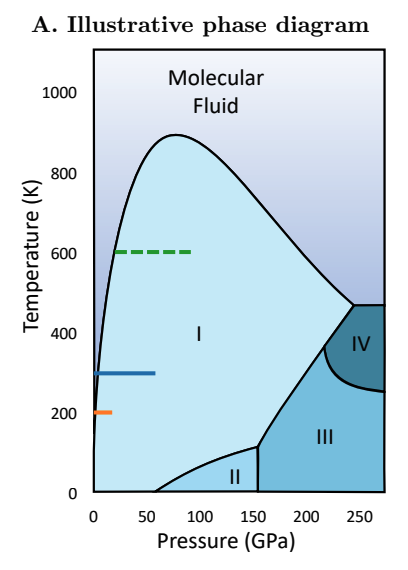 A. Illustrative phase diagram
Molecular
Fluid
1000
800
600
400
200
0
Temperature (K)
I
IV
III
II
0 50 100 150 200 250
Pressure (GPa)